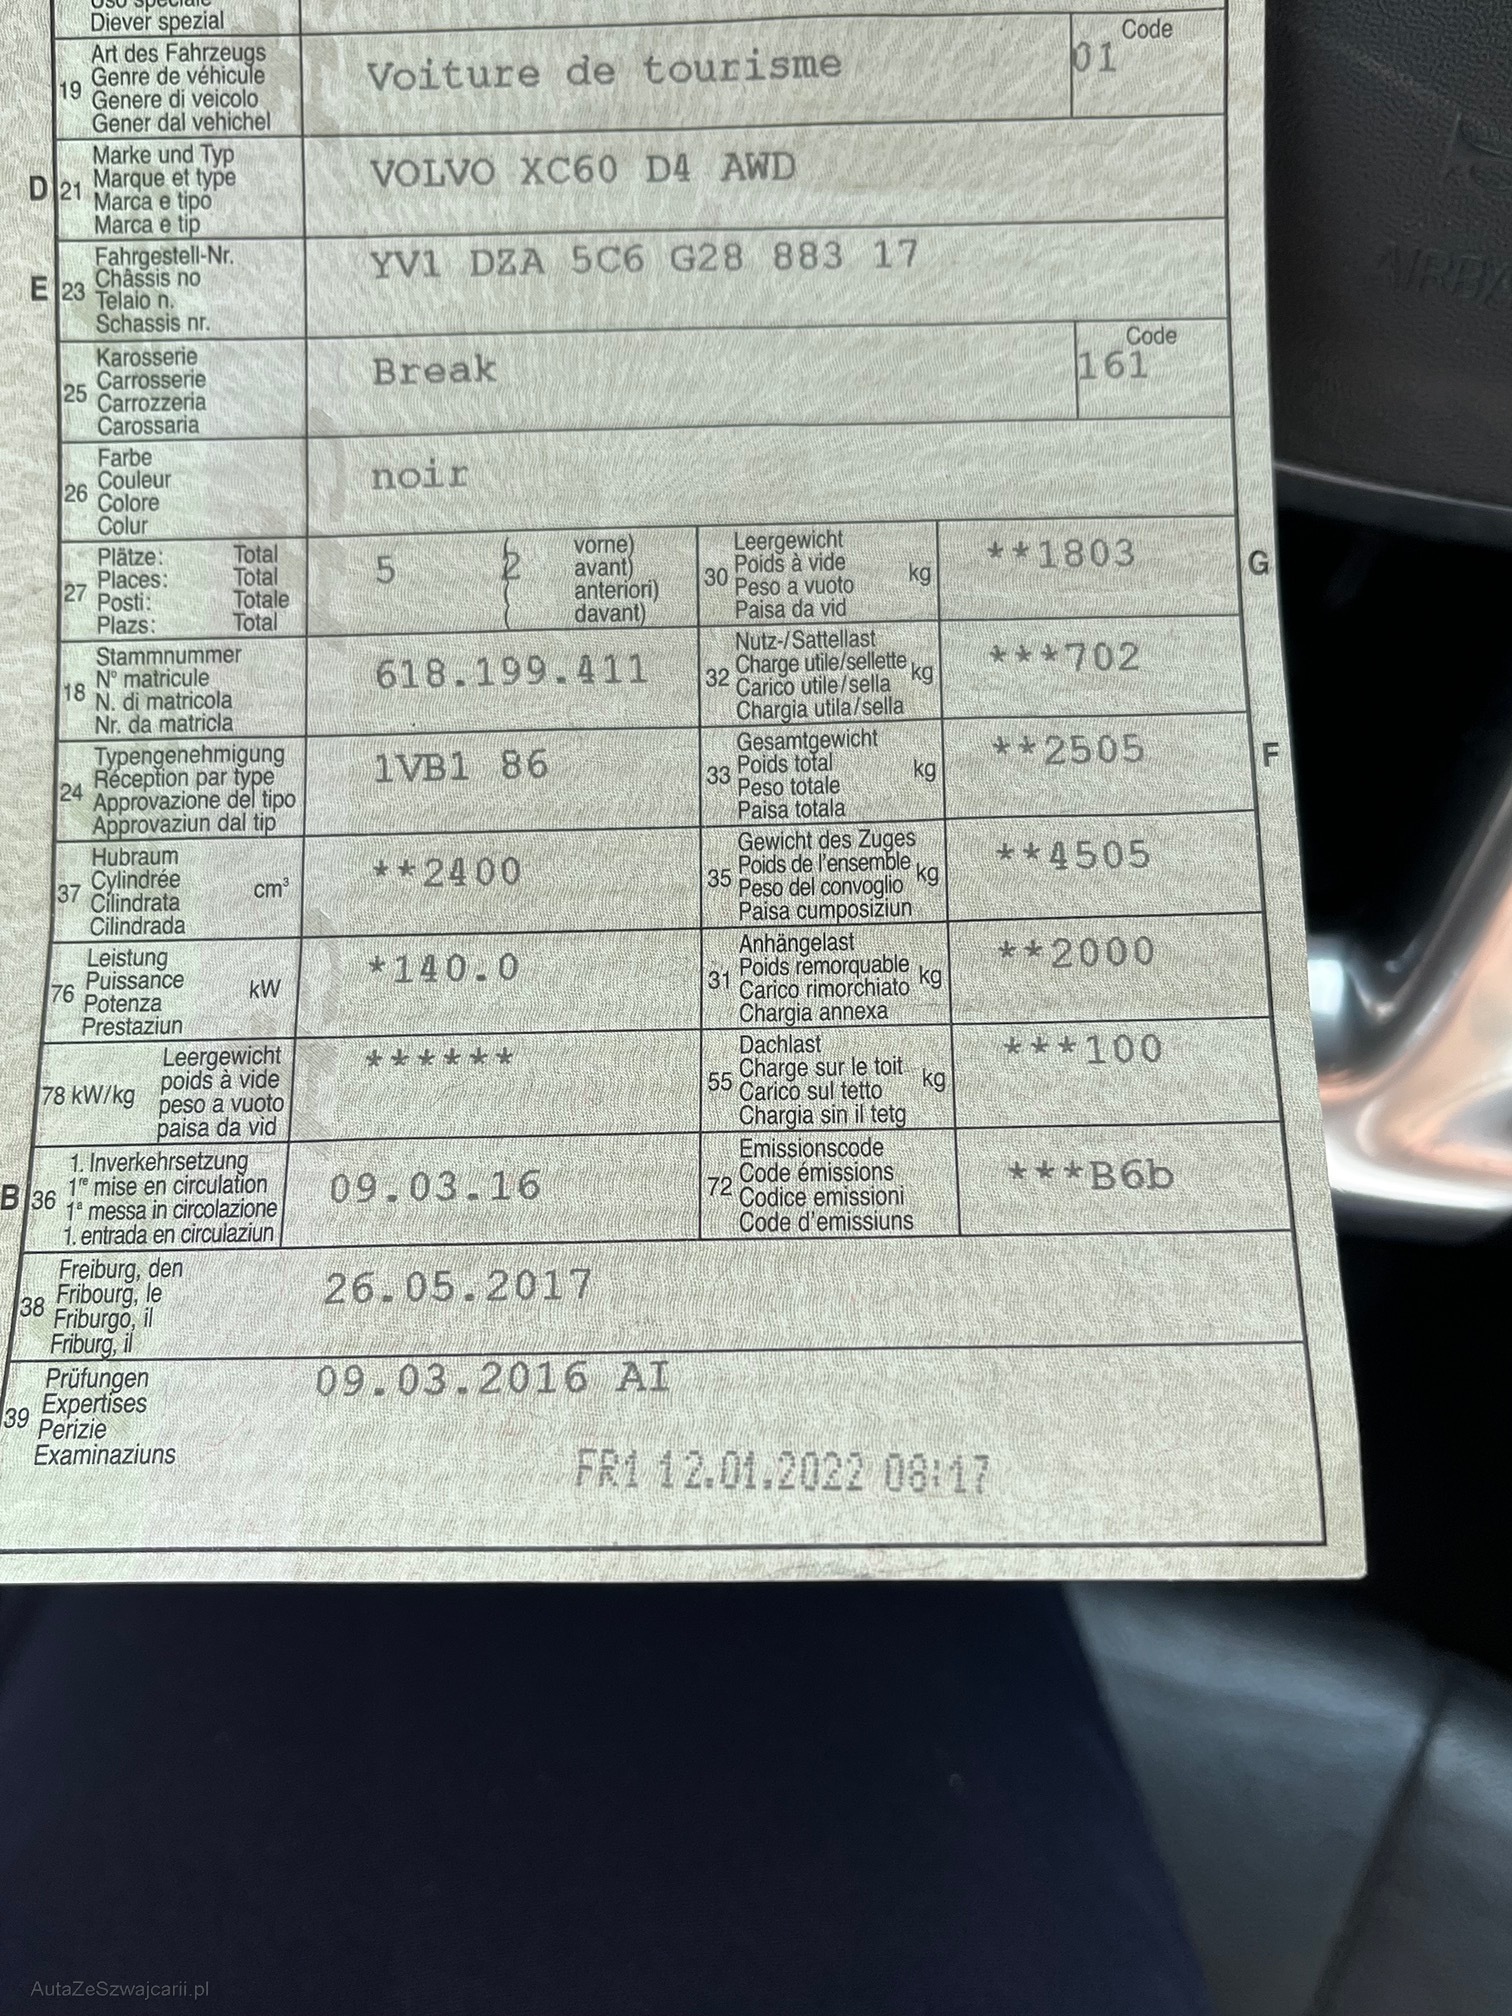 Uso speciale
Diever spezial
19 Art des Fahrzeugs
Genre de véhicule
Genere di veicolo
Gener dal vehichel
Voiture de tourisme
Code
01
D 21 Marke und Typ
Marque et type
Marca e tipo
Marca e tip
VOLVO XC60 D4 AWD
E 23 Fahrgestell-Nr.
Châssis no
Telaio n.
Schassis nr.
YV1 DZA 5C6 G28 883 17
25 Karosserie
Carrosserie
Carrozzeria
Carossaria
Break
Code
161
26 Farbe
Couleur
Colore
Colur
noir
27 Plätze: Total
Places: Total
Posti: Totale
Plazs: Total
5 (2 vorne)
avant)
anteriori)
davant)
30 Leergewicht
Poids à vide kg
Peso a vuoto
Paisa da vid
**1803
G
18 Stammnummer
N° matricule
N. di matricola
Nr. da matricla
618.199.411
32 Nutz-/Sattellast
Charge utile/sellette kg
Carico utile/sella
Chargia utila/sella
***702
24 Typengenehmigung
Réception par type
Approvazione del tipo
Approvaziun dal tip
1VB1 86
33 Gesamtgewicht
Poids total kg
Peso totale
Paisa totala
**2505
F
37 Hubraum
Cylindrée cm³
Cilindrata
Cilindrada
**2400
35 Gewicht des Zuges
Poids de l'ensemble kg
Peso del convoglio
Paisa cumposiziun
**4505
76 Leistung
Puissance kW
Potenza
Prestaziun
*140.0
31 Anhängelast
Poids remorquable kg
Carico rimorchiato
Chargia annexa
**2000
78 kW/kg Leergewicht
poids à vide
peso a vuoto
paisa da vid
******
55 Dachlast
Charge sur le toit kg
Carico sul tetto
Chargia sin il tetg
***100
B 36 1. Inverkehrsetzung
1re mise en circulation
1a messa in circolazione
1. entrada en circulaziun
09.03.16
72 Emissionscode
Code émissions
Codice emissioni
Code d'emissiuns
***B6b
38 Freiburg, den
Fribourg, le
Friburgo, il
Friburg, il
26.05.2017
39 Prüfungen
Expertises
Perizie
Examinaziuns
09.03.2016 AI
FR1 12.01.2022 08:17
AutaZeSzwajcarii.pl